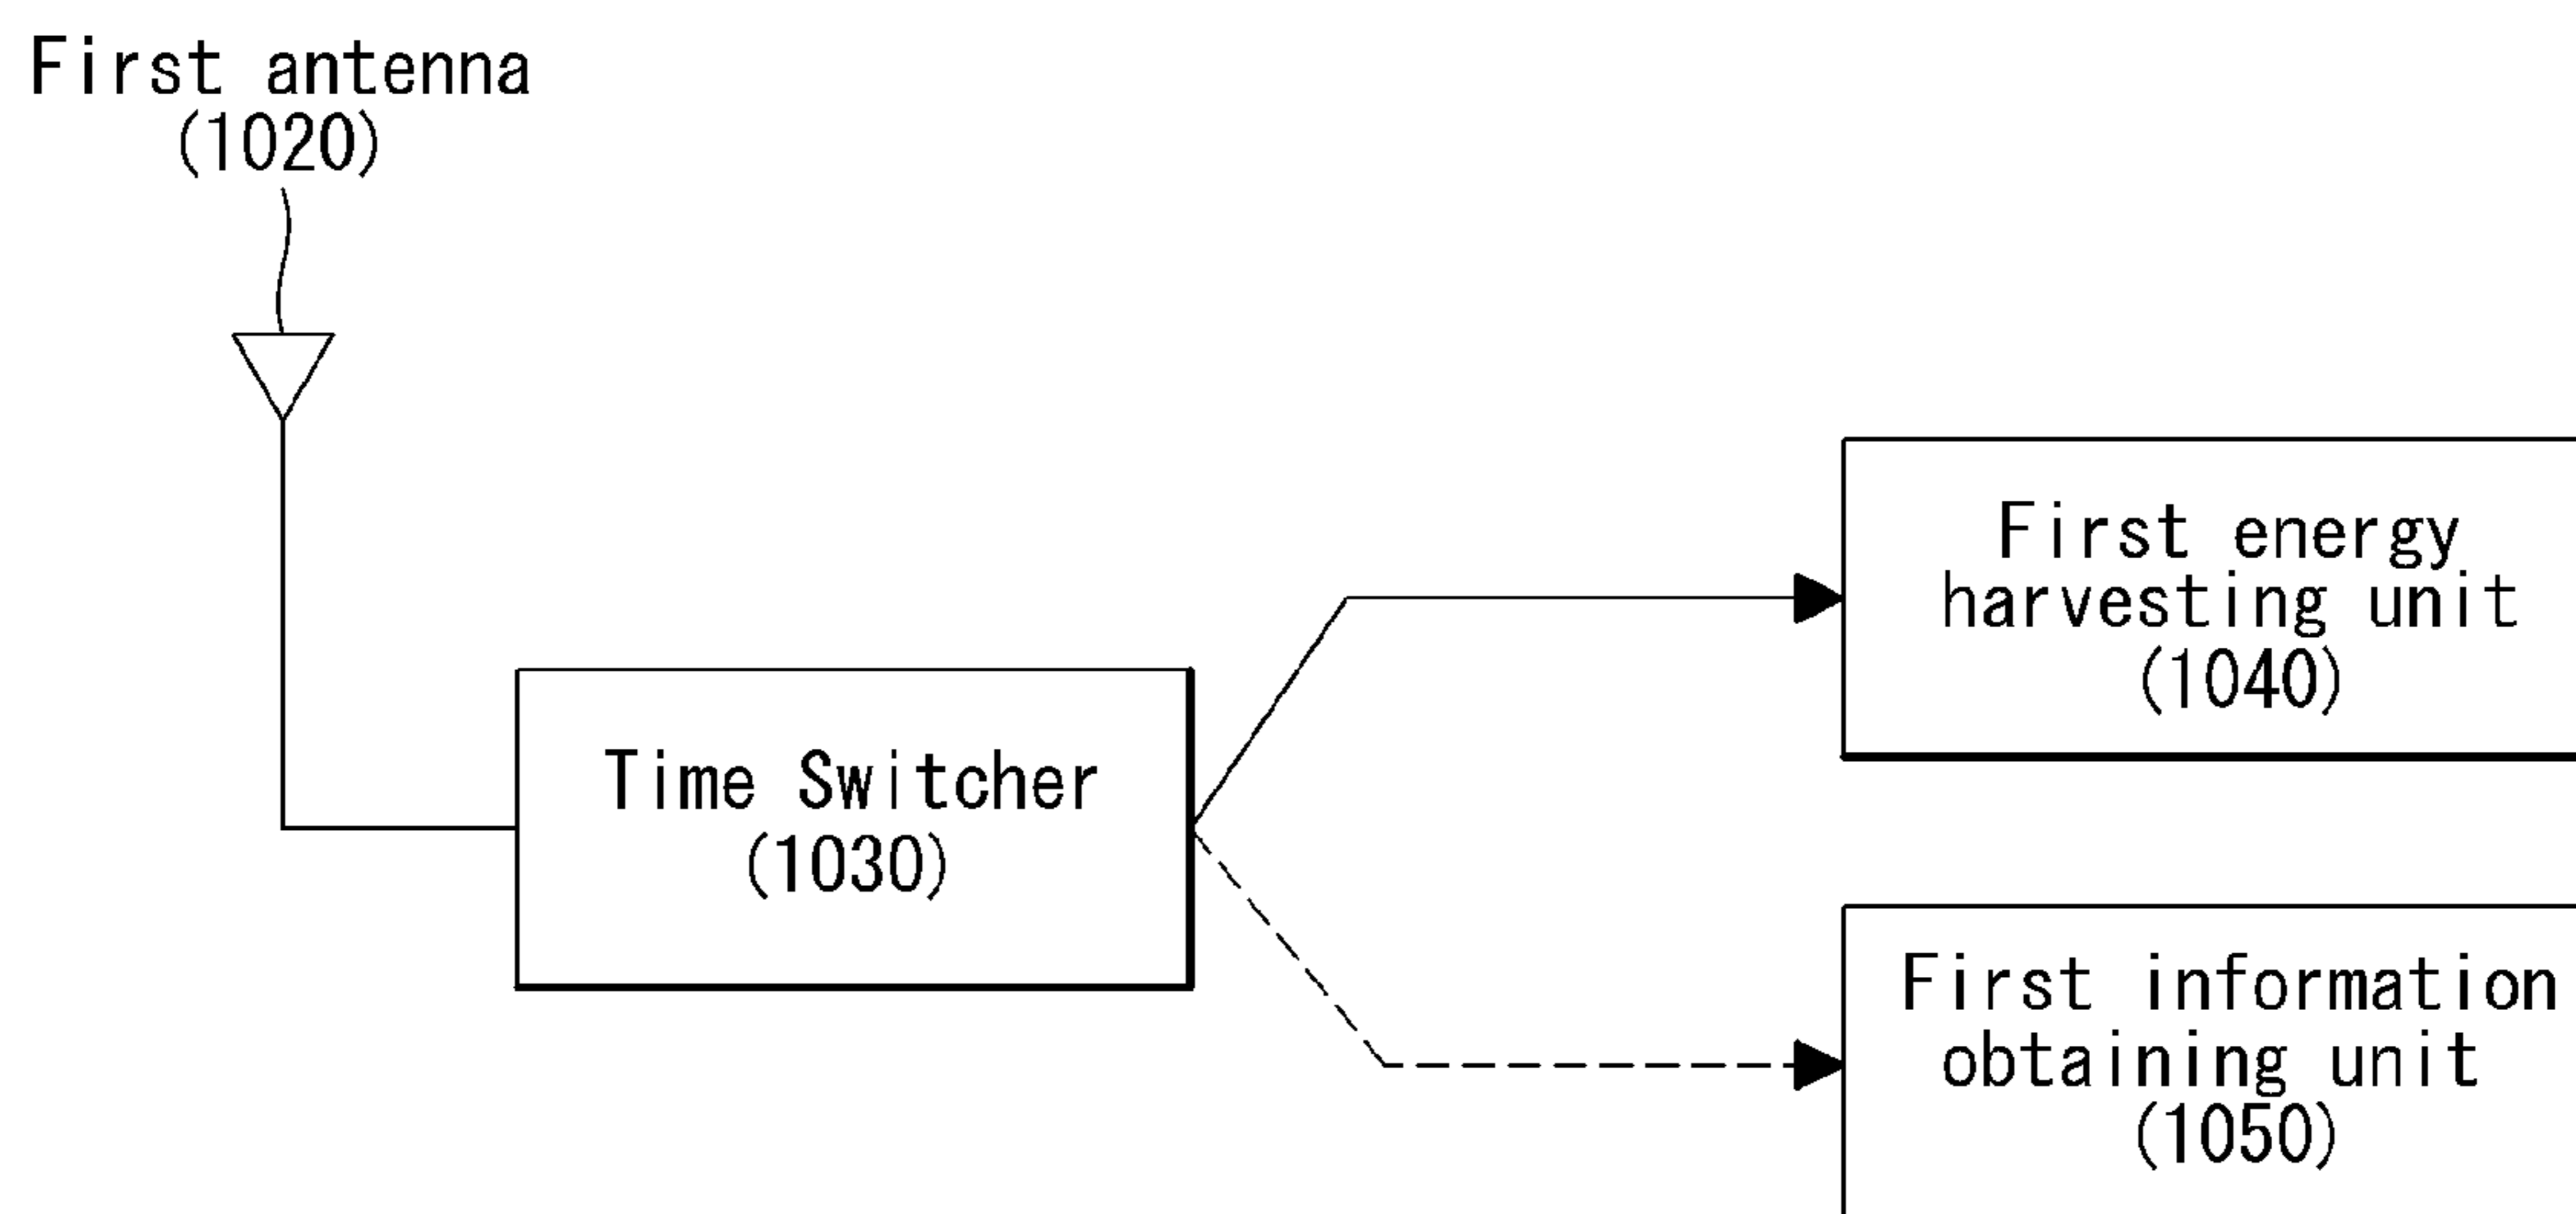 First antenna
(1020)
First energy
harvesting unit
(1040)
Time Switcher
(1030)
First information
obtaining unit
(1050)